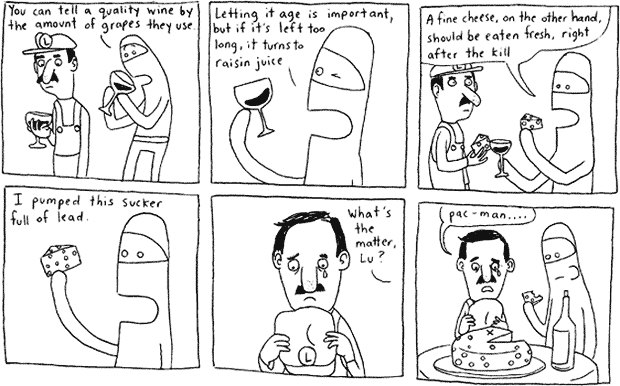 You can tell a quality wine by
the amount of grapes they use.
L
Letting it age is important,
but if it's left too
long, it turns to
raisin juice
A fine cheese, on the other hand,
should be eaten fresh, right
after the kill
L
I pumped this sucker
full of lead.
What's
the
matter,
Lu?
L
pac-man....
x